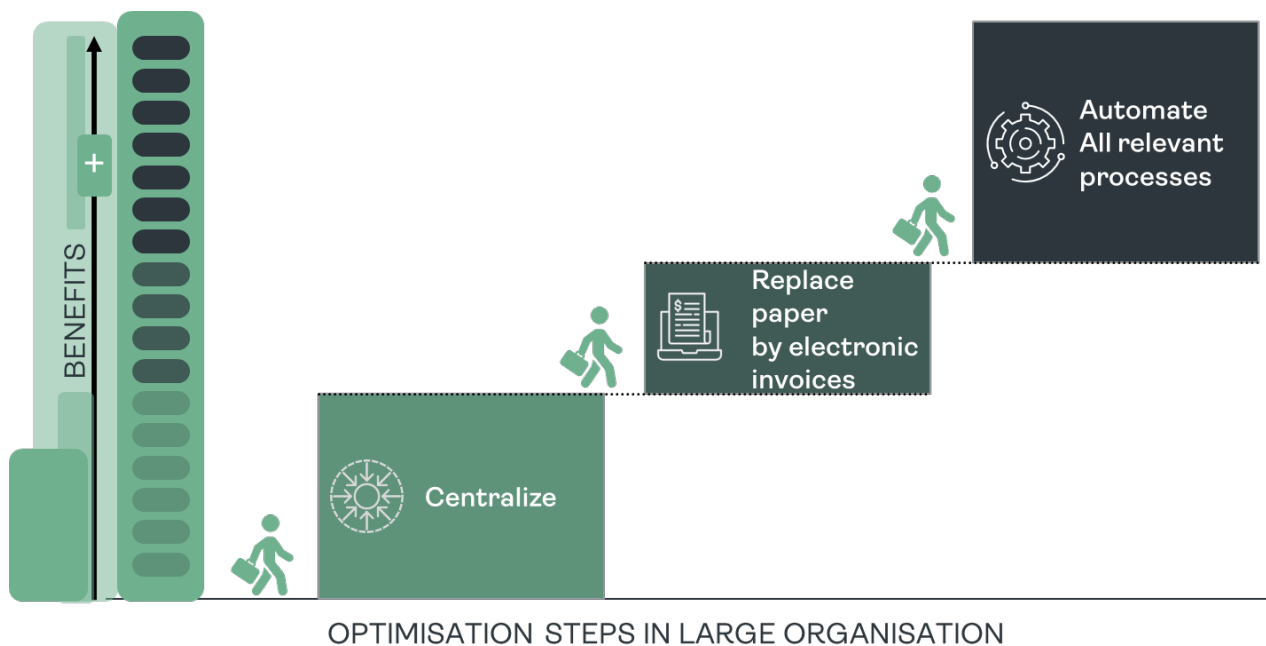 BENEFITS
+
Automate
All relevant
processes
Replace
paper
by electronic
invoices
$
Centralize
OPTIMISATION STEPS IN LARGE ORGANISATION